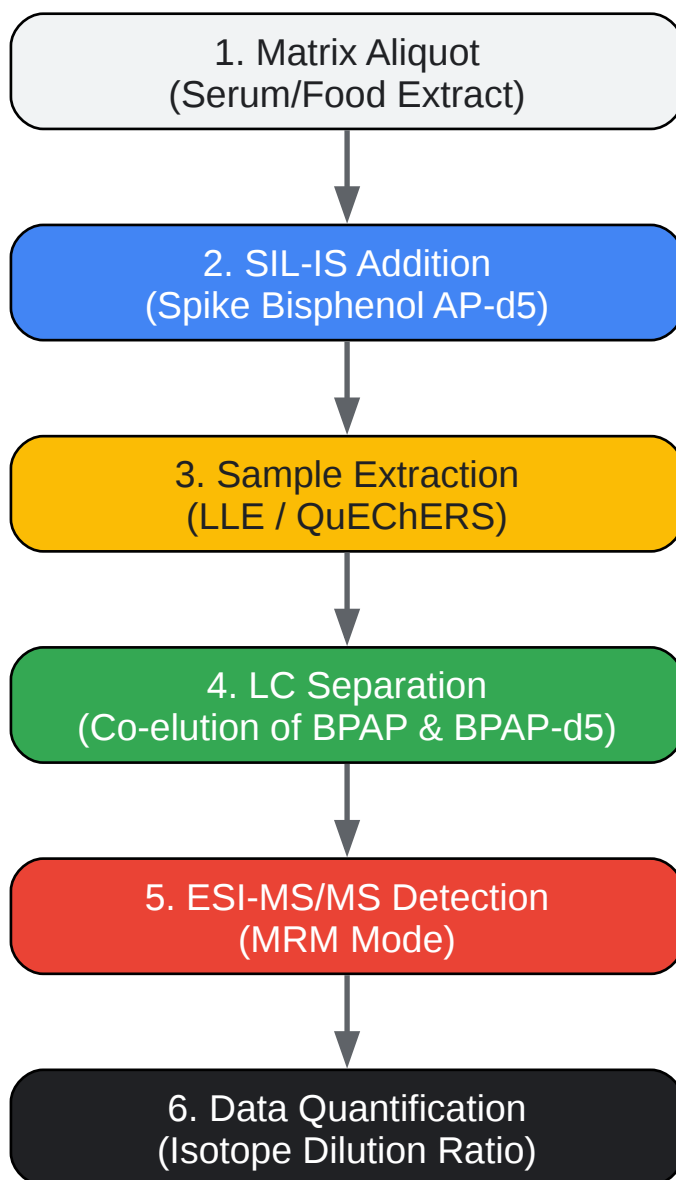 1. Matrix Aliquot
(Serum/Food Extract)
2. SIL-IS Addition
(Spike Bisphenol AP-d5)
3. Sample Extraction
(LLE / QuEChERS)
4. LC Separation
(Co-elution of BPAP & BPAP-d5)
5. ESI-MS/MS Detection
(MRM Mode)
6. Data Quantification
(Isotope Dilution Ratio)